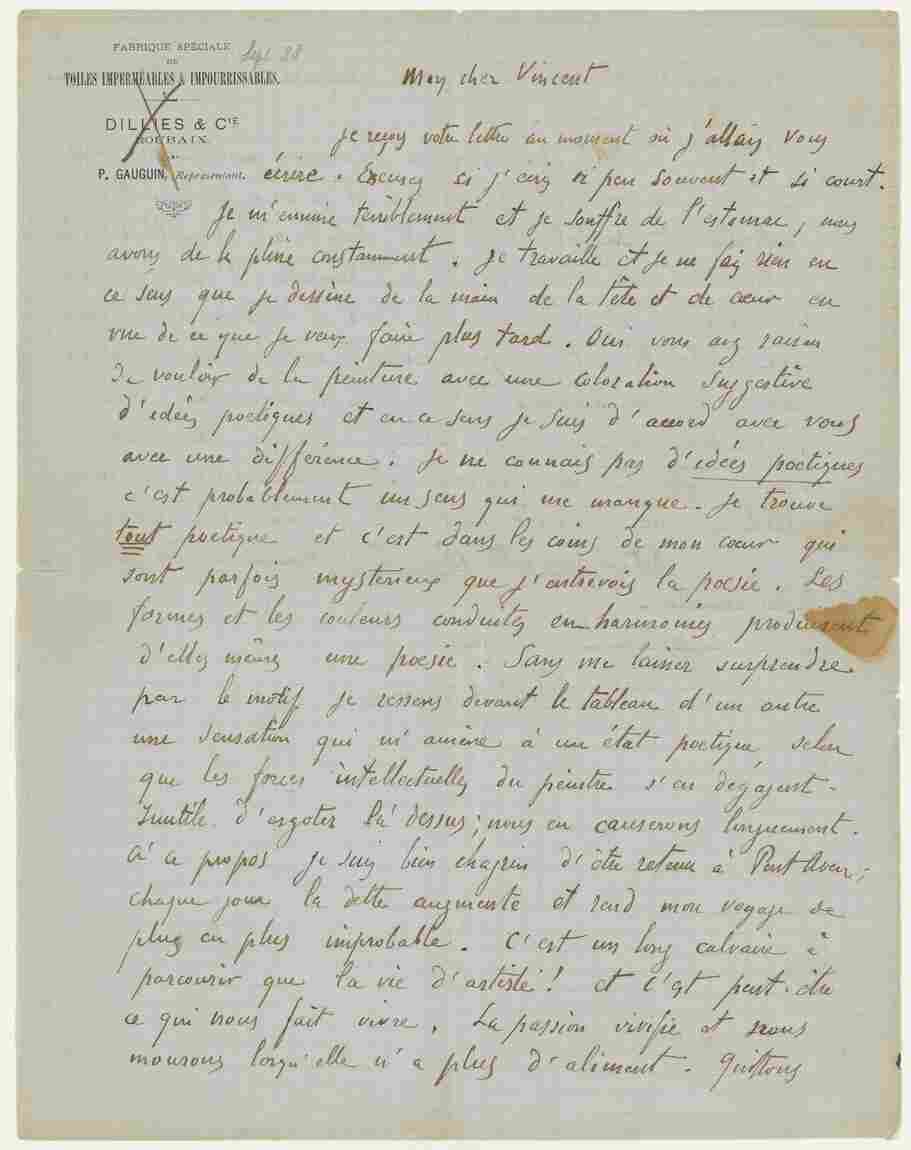 FABRIQUE SPÉCIALE
DE
TOILES IMPERMÉABLES & IMPOURRISSABLES.
DILLIES & CIE
ROUBAIX
P. GAUGUIN, Représentant.
Sept 88
Mon cher Vincent
Je reçois votre lettre au moment où j'allais vous
écrire. Excusez si j'écris si peu souvent et si court.
Je m'ennuie terriblement et je souffre de l'estomac, nous
avons de la pluie constamment. Je travaille et je ne fais rien en
ce sens que je dessine de la main de la tête et de cœur en
vue de ce que je veux faire plus tard. Oui vous avez raison
de vouloir de la peinture avec une coloration suggestive
d'idées poetiques et en ce sens je suis d'accord avec vous
avec une différence. Je ne connais pas d'idées poetiques
c'est probablement un sens qui me manque. Je trouve
tout poetique et c'est dans les coins de mon cœur qui
sont parfois mysterieux que j'entrevois la poesie. Les
formes et les couleurs conduites en harmonies produisent
d'elles mêmes une poesie. Sans me laisser surprendre
par le motif je ressens devant le tableau d'un autre
une sensation qui m'amène à un état poetique selon
que les forces intellectuelles du peintre s'en dégagent.
Inutile d'ergoter là dessus; nous en causerons longuement.
A ce propos je suis bien chagrin d'être retenu à Pont Aven;
chaque jour la dette augmente et rend mon voyage de
plus en plus improbable. C'est un long calvaire à
parcourir que la vie d'artiste! et c'est peut-être
ce qui nous fait vivre. La passion vivifie et nous
mourons lorsqu'elle n'a plus d'aliment. Quittons